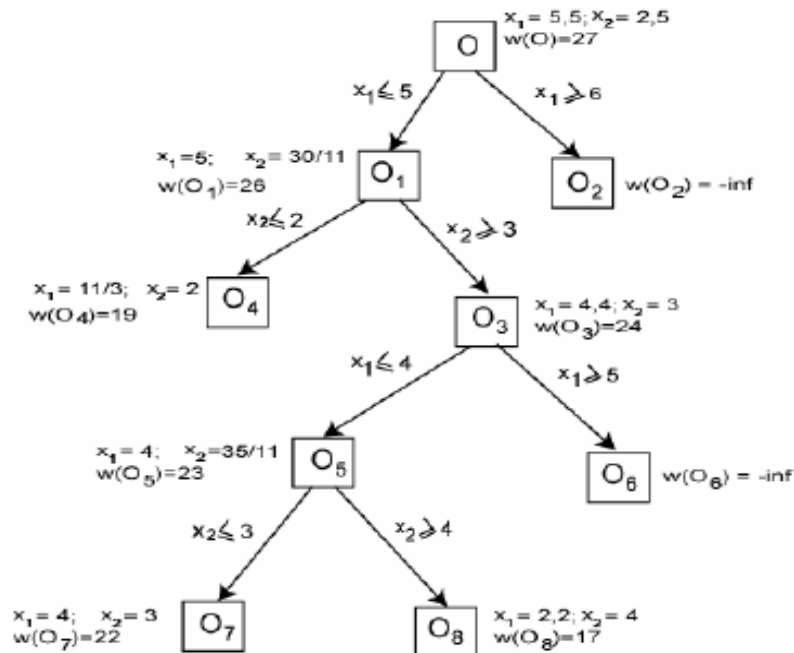 x₁ = 5,5; x₂ = 2,5
w(O)=27
O
x₁ ⩽ 5
x₁ ⩾ 6
x₁ =5; x₂ = 30/11
w(O₁)=26
O₁
O₂
w(O₂) = -inf
x₂ ⩽ 2
x₂ ⩾ 3
x₁ = 11/3; x₂ = 2
w(O₄)=19
O₄
O₃
x₁ = 4,4; x₂ = 3
w(O₃)=24
x₁ ⩽ 4
x₁ ⩾ 5
x₁ = 4; x₂=35/11
w(O₅)=23
O₅
O₆
w(O₆) = -inf
x₂ ⩽ 3
x₂ ⩾ 4
x₁ = 4; x₂ = 3
w(O₇)=22
O₇
O₈
x₁ = 2,2; x₂ = 4
w(O₈)=17